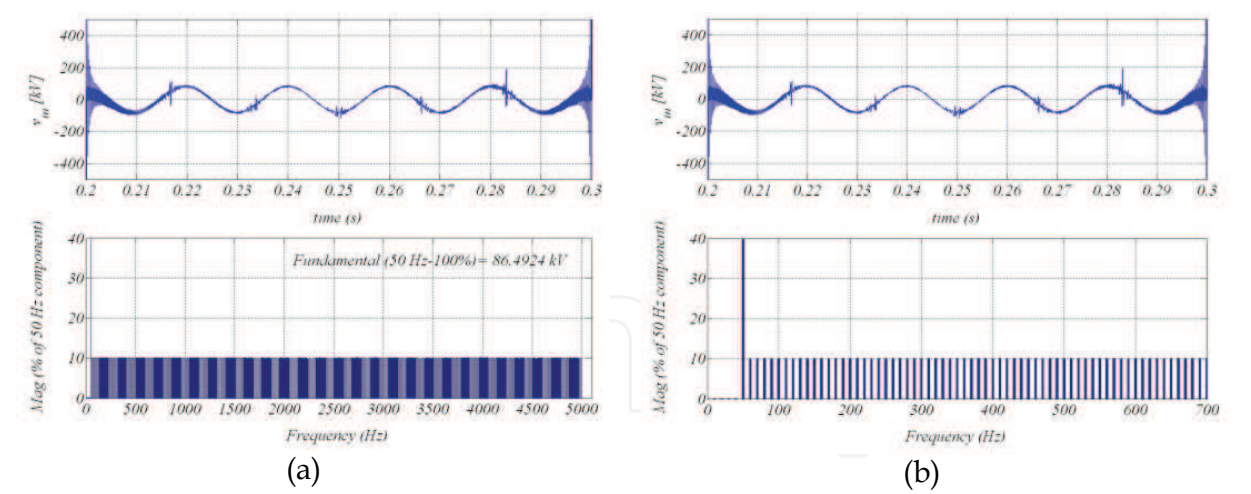 400
200
0
-200
-400
v_in [kV]
0.2 0.21 0.22 0.23 0.24 0.25 0.26 0.27 0.28 0.29 0.3
time (s)
40
30
20
10
0
Mag (% of 50 Hz component)
Fundamental (50 Hz-100%)= 86.4924 kV
0 500 1000 1500 2000 2500 3000 3500 4000 4500 5000
Frequency (Hz)
(a)
400
200
0
-200
-400
v_in [kV]
0.2 0.21 0.22 0.23 0.24 0.25 0.26 0.27 0.28 0.29 0.3
time (s)
40
30
20
10
0
Mag (% of 50 Hz component)
0 100 200 300 400 500 600 700
Frequency (Hz)
(b)